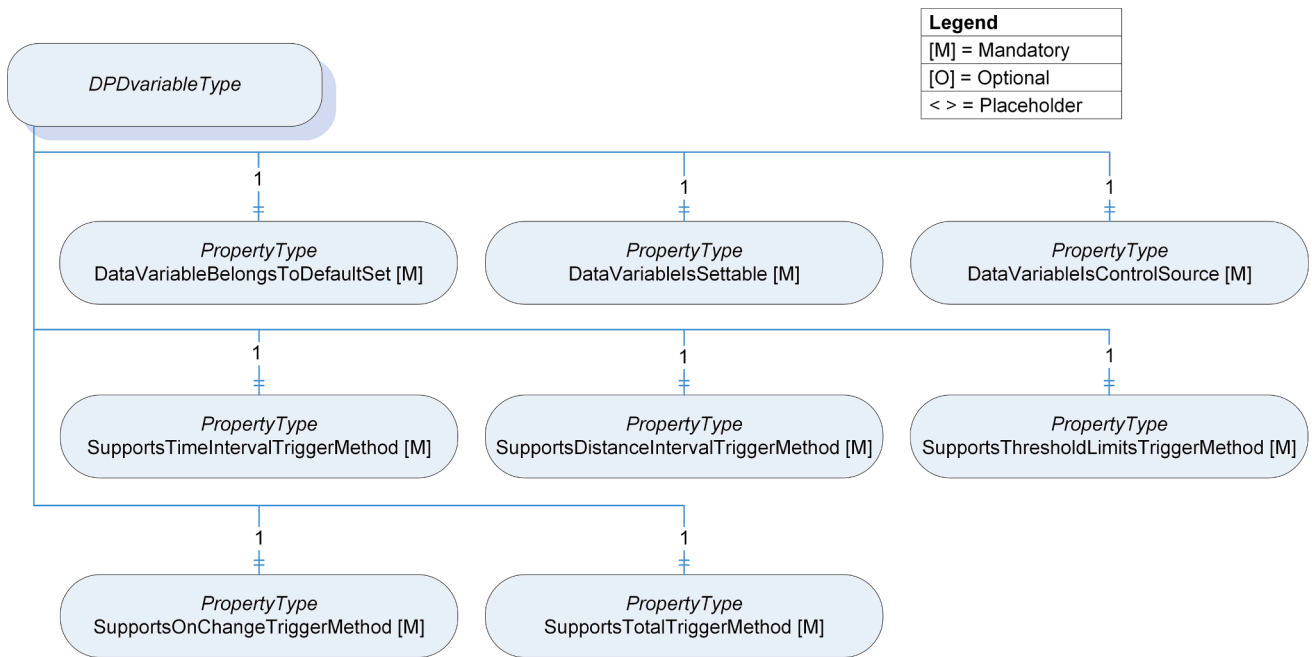 Legend
[M] = Mandatory
[O] = Optional
< > = Placeholder
DPDvariableType
1
1
1
PropertyType
DataVariableBelongsToDefaultSet [M]
PropertyType
DataVariableIsSettable [M]
PropertyType
DataVariableIsControlSource [M]
1
1
1
PropertyType
SupportsTimeIntervalTriggerMethod [M]
PropertyType
SupportsDistanceIntervalTriggerMethod [M]
PropertyType
SupportsThresholdLimitsTriggerMethod [M]
1
1
PropertyType
SupportsOnChangeTriggerMethod [M]
PropertyType
SupportsTotalTriggerMethod [M]